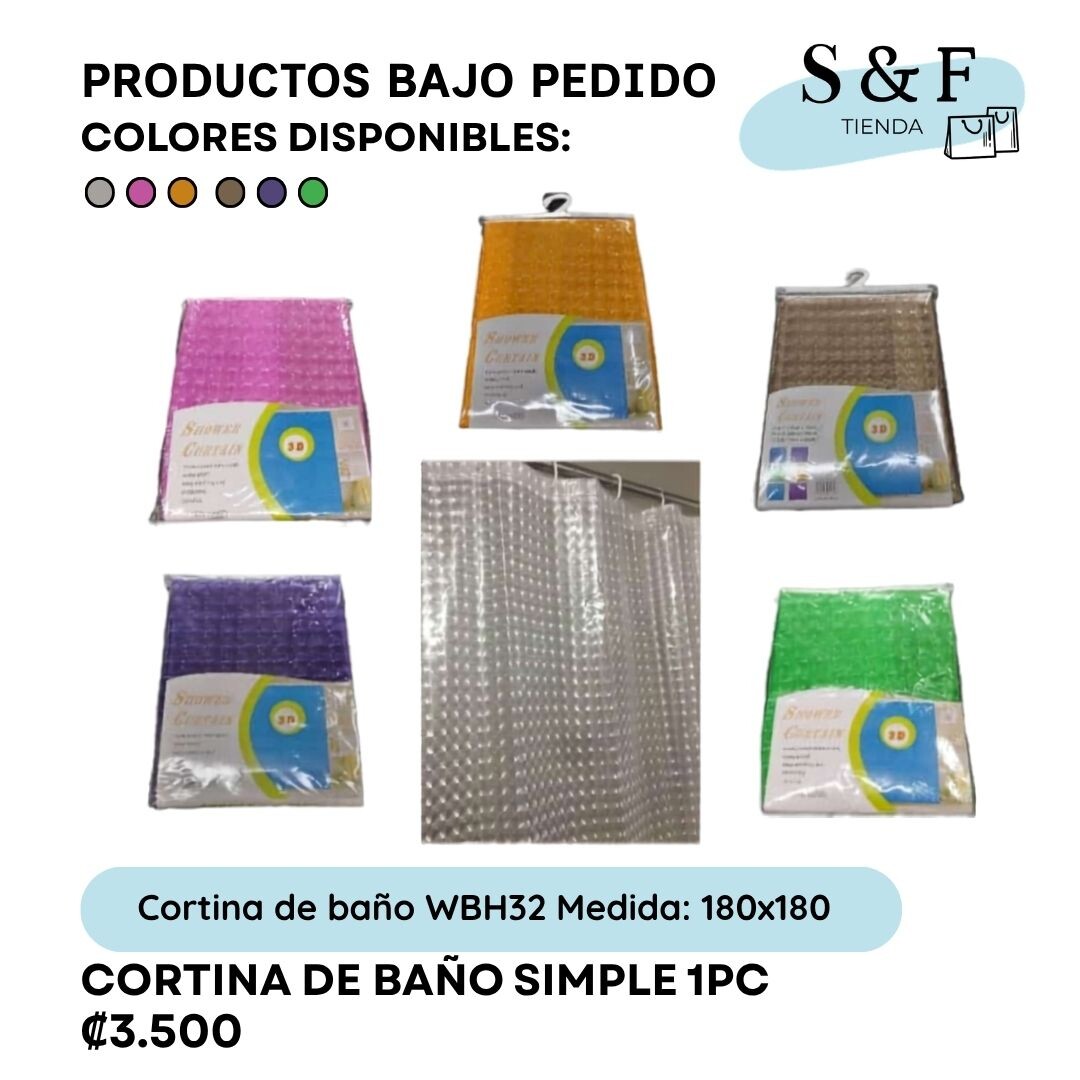 PRODUCTOS BAJO PEDIDO
COLORES DISPONIBLES:
S & F
TIENDA
SHOWER
CURTAIN
3D
SHOWER
CURTAIN
3D
SHOWER
CURTAIN
3D
SHOWER
CURTAIN
3D
SHOWER
CURTAIN
3D
Cortina de baño WBH32 Medida: 180x180
CORTINA DE BAÑO SIMPLE 1PC
₡3.500